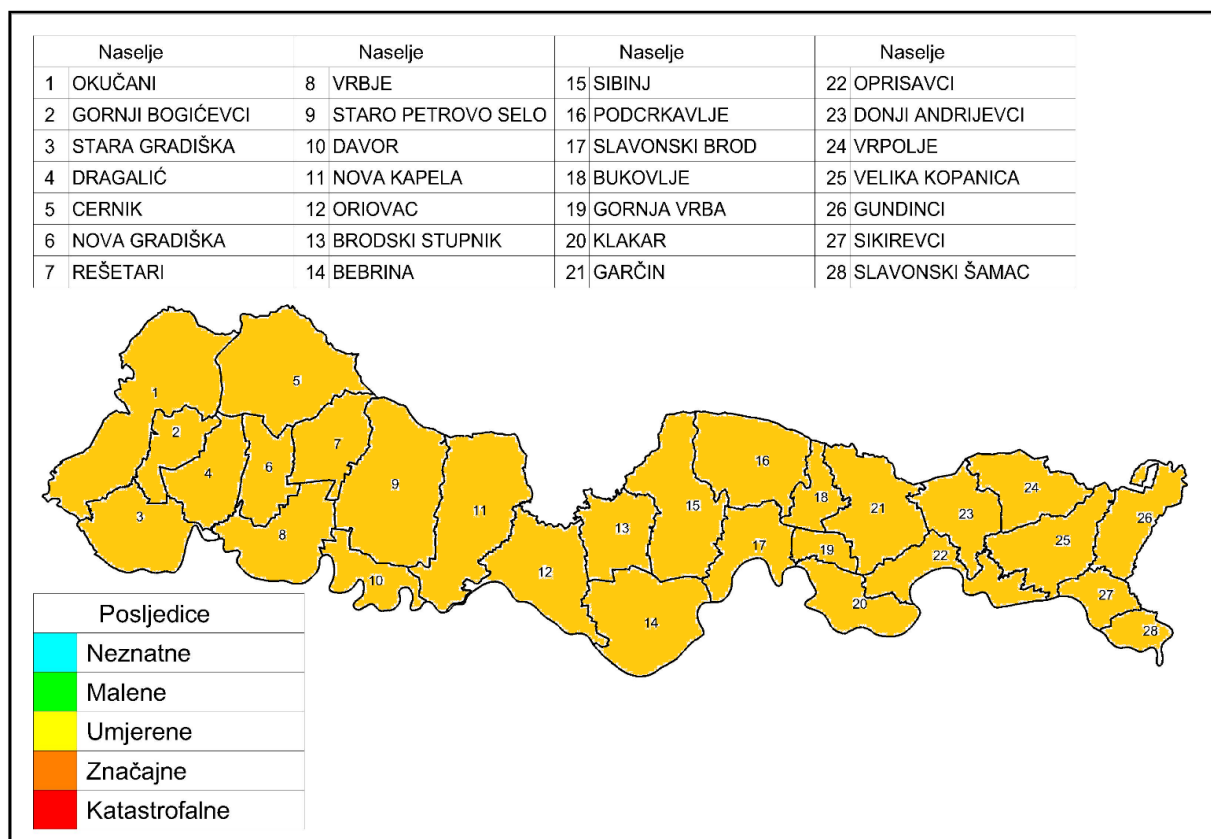 Naselje Naselje Naselje Naselje
1 OKUČANI 8 VRBJE 15 SIBINJ 22 OPRISAVCI
2 GORNJI BOGIĆEVCI 9 STARO PETROVO SELO 16 PODCRKAVLJE 23 DONJI ANDRIJEVCI
3 STARA GRADIŠKA 10 DAVOR 17 SLAVONSKI BROD 24 VRPOLJE
4 DRAGALIĆ 11 NOVA KAPELA 18 BUKOVLJE 25 VELIKA KOPANICA
5 CERNIK 12 ORIOVAC 19 GORNJA VRBA 26 GUNDINCI
6 NOVA GRADIŠKA 13 BRODSKI STUPNIK 20 KLAKAR 27 SIKIREVCI
7 REŠETARI 14 BEBRINA 21 GARČIN 28 SLAVONSKI ŠAMAC
5
1
2
7
6
4
3
8
9
10
11
12
13
14
15
16
17
18
19
20
21
22
23
24
25
26
27
28
Posljedice
Neznatne
Malene
Umjerene
Značajne
Katastrofalne